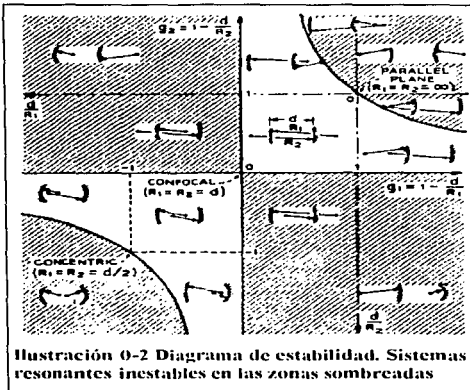 g₂ = 1 - d/R₂
PARALLEL
PLANE
(R₁ = R₂ = ∞)
d/R₁
1
0
d
R₁
R₂
-1
0
CONFOCAL
(R₁ = R₂ = d)
g₁ = 1 - d/R₁
CONCENTRIC
(R₁ = R₂ = d/2)
-1
d/R₂
Ilustración 0-2 Diagrama de estabilidad. Sistemas
resonantes inestables en las zonas sombreadas